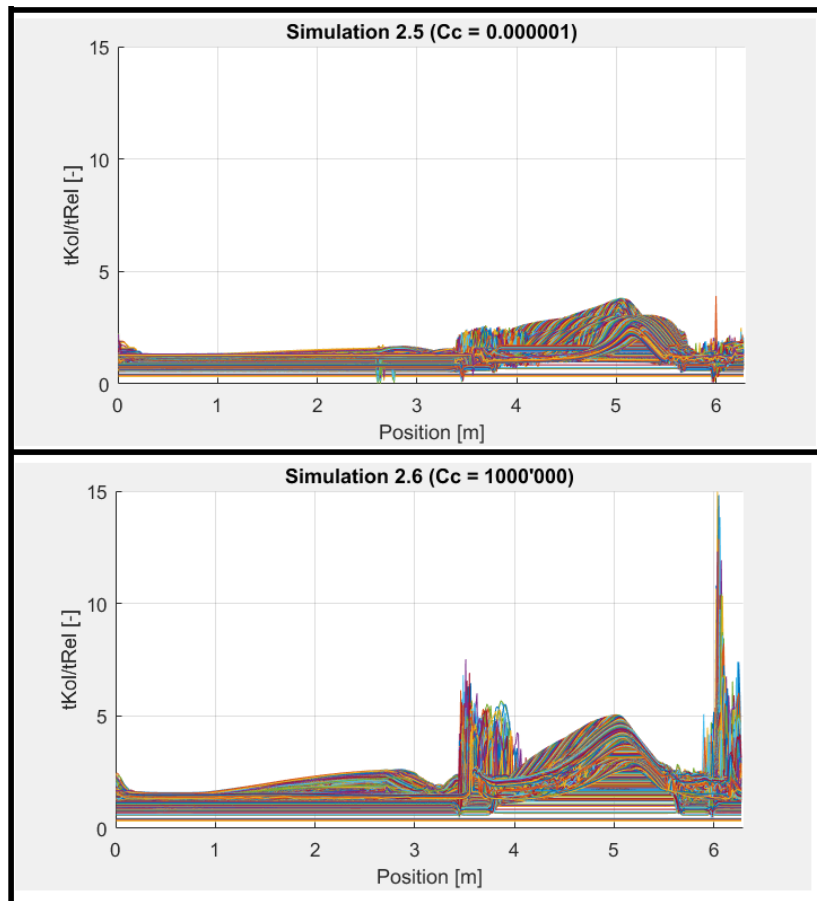 Simulation 2.5 (Cc = 0.000001)
15
10
5
0
tKol/tRel [-]
0 1 2 3 4 5 6
Position [m]
Simulation 2.6 (Cc = 1000'000)
15
10
5
0
tKol/tRel [-]
0 1 2 3 4 5 6
Position [m]